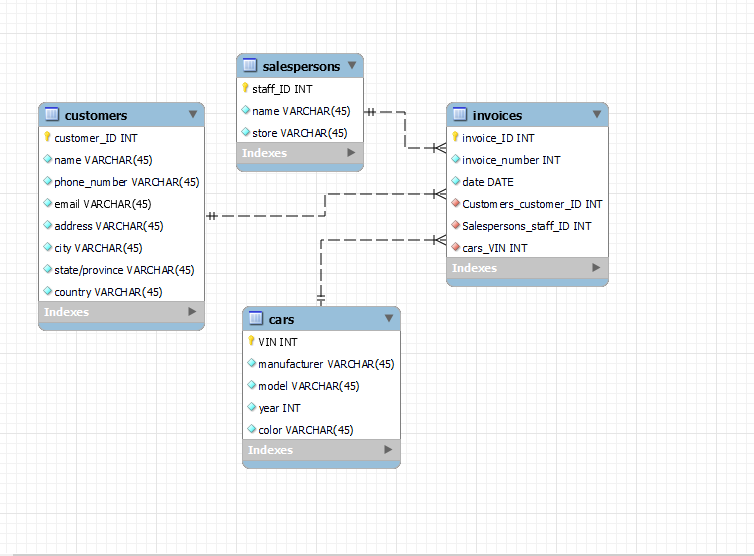 salespersons
staff_ID INT
name VARCHAR(45)
store VARCHAR(45)
Indexes
customers
customer_ID INT
name VARCHAR(45)
phone_number VARCHAR(45)
email VARCHAR(45)
address VARCHAR(45)
city VARCHAR(45)
state/province VARCHAR(45)
country VARCHAR(45)
Indexes
invoices
invoice_ID INT
invoice_number INT
date DATE
Customers_customer_ID INT
Salespersons_staff_ID INT
cars_VIN INT
Indexes
cars
VIN INT
manufacturer VARCHAR(45)
model VARCHAR(45)
year INT
color VARCHAR(45)
Indexes